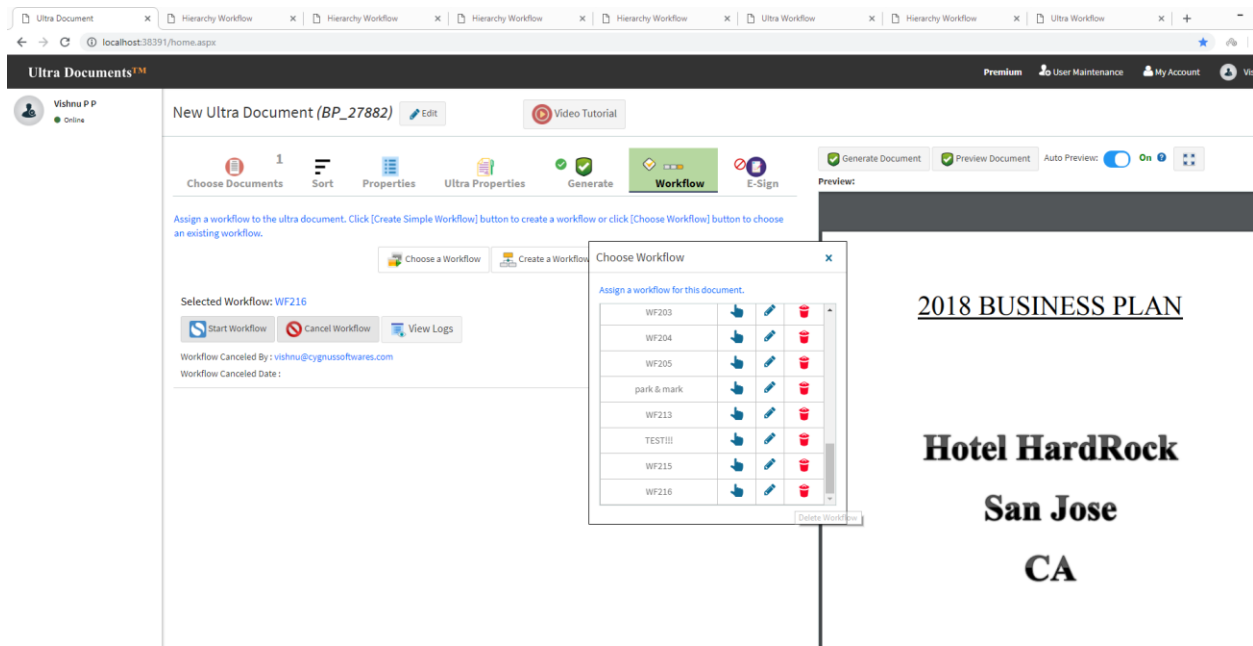 Ultra Document
Hierarchy Workflow
Hierarchy Workflow
Hierarchy Workflow
Hierarchy Workflow
Ultra Workflow
Hierarchy Workflow
Ultra Workflow
localhost:38391/home.aspx
Ultra Documents™
Premium
User Maintenance
My Account
Vishnu P P
Online
New Ultra Document (BP_27882)
Edit
Video Tutorial
1
Choose Documents
Sort
Properties
Ultra Properties
Generate
Workflow
E-Sign
Generate Document
Preview Document
Auto Preview:
On
Preview:
Assign a workflow to the ultra document. Click [Create Simple Workflow] button to create a workflow or click [Choose Workflow] button to choose
an existing workflow.
Choose a Workflow
Create a Workflow
Selected Workflow: WF216
Start Workflow
Cancel Workflow
View Logs
Workflow Canceled By : vishnu@cygnussoftwares.com
Workflow Canceled Date :
Choose Workflow
x
Assign a workflow for this document.
WF203
WF204
WF205
park & mark
WF213
TEST!!!
WF215
WF216
Delete Workflow
2018 BUSINESS PLAN
Hotel HardRock
San Jose
CA